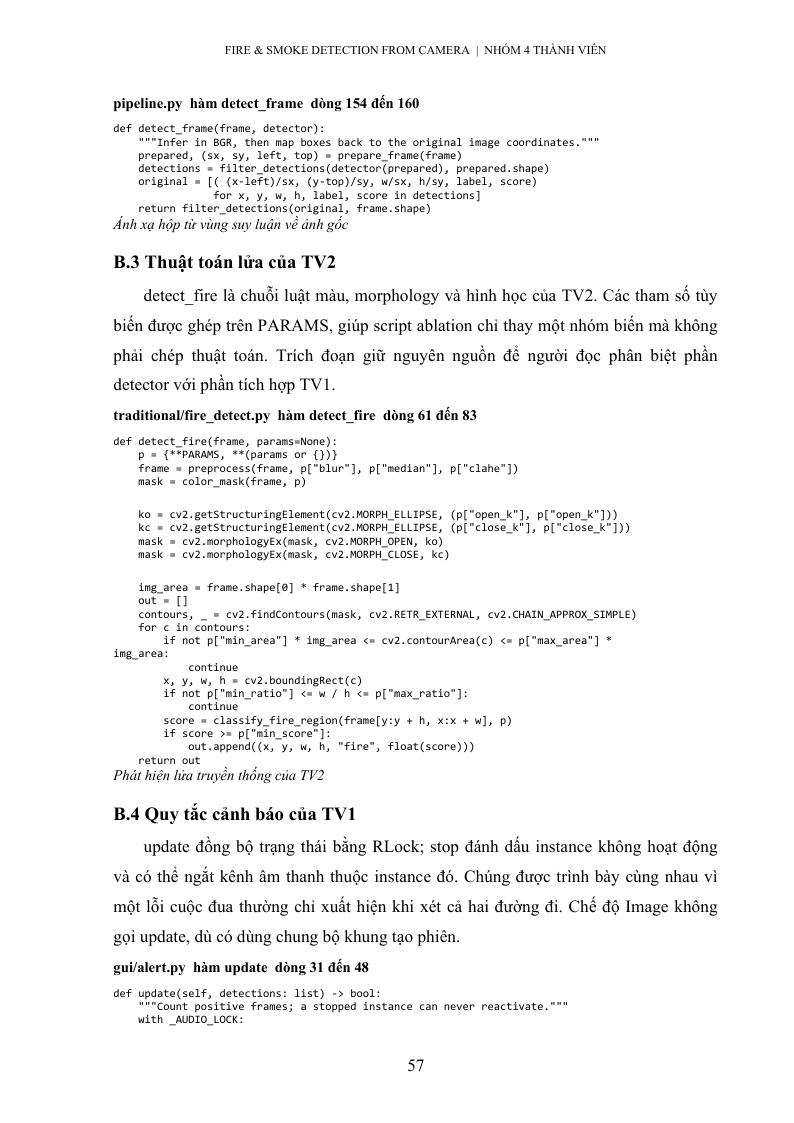 FIRE & SMOKE DETECTION FROM CAMERA | NHÓM 4 THÀNH VIÊN
pipeline.py hàm detect_frame dòng 154 đến 160
def detect_frame(frame, detector):
    """Infer in BGR, then map boxes back to the original image coordinates."""
    prepared, (sx, sy, left, top) = prepare_frame(frame)
    detections = filter_detections(detector(prepared), prepared.shape)
    original = [( (x-left)/sx, (y-top)/sy, w/sx, h/sy, label, score)
                for x, y, w, h, label, score in detections]
    return filter_detections(original, frame.shape)
Ánh xạ hộp từ vùng suy luận về ảnh gốc
B.3 Thuật toán lửa của TV2
detect_fire là chuỗi luật màu, morphology và hình học của TV2. Các tham số tùy
biến được ghép trên PARAMS, giúp script ablation chỉ thay một nhóm biến mà không
phải chép thuật toán. Trích đoạn giữ nguyên nguồn để người đọc phân biệt phần
detector với phần tích hợp TV1.
traditional/fire_detect.py hàm detect_fire dòng 61 đến 83
def detect_fire(frame, params=None):
    p = {**PARAMS, **(params or {})}
    frame = preprocess(frame, p["blur"], p["median"], p["clahe"])
    mask = color_mask(frame, p)
    ko = cv2.getStructuringElement(cv2.MORPH_ELLIPSE, (p["open_k"], p["open_k"]))
    kc = cv2.getStructuringElement(cv2.MORPH_ELLIPSE, (p["close_k"], p["close_k"]))
    mask = cv2.morphologyEx(mask, cv2.MORPH_OPEN, ko)
    mask = cv2.morphologyEx(mask, cv2.MORPH_CLOSE, kc)
    img_area = frame.shape[0] * frame.shape[1]
    out = []
    contours, _ = cv2.findContours(mask, cv2.RETR_EXTERNAL, cv2.CHAIN_APPROX_SIMPLE)
    for c in contours:
        if not p["min_area"] * img_area <= cv2.contourArea(c) <= p["max_area"] *
img_area:
            continue
        x, y, w, h = cv2.boundingRect(c)
        if not p["min_ratio"] <= w / h <= p["max_ratio"]:
            continue
        score = classify_fire_region(frame[y:y + h, x:x + w], p)
        if score >= p["min_score"]:
            out.append((x, y, w, h, "fire", float(score)))
    return out
Phát hiện lửa truyền thống của TV2
B.4 Quy tắc cảnh báo của TV1
update đồng bộ trạng thái bằng RLock; stop đánh dấu instance không hoạt động
và có thể ngắt kênh âm thanh thuộc instance đó. Chúng được trình bày cùng nhau vì
một lỗi cuộc đua thường chỉ xuất hiện khi xét cả hai đường đi. Chế độ Image không
gọi update, dù có dùng chung bộ khung tạo phiên.
gui/alert.py hàm update dòng 31 đến 48
def update(self, detections: list) -> bool:
    """Count positive frames; a stopped instance can never reactivate."""
    with _AUDIO_LOCK:
57